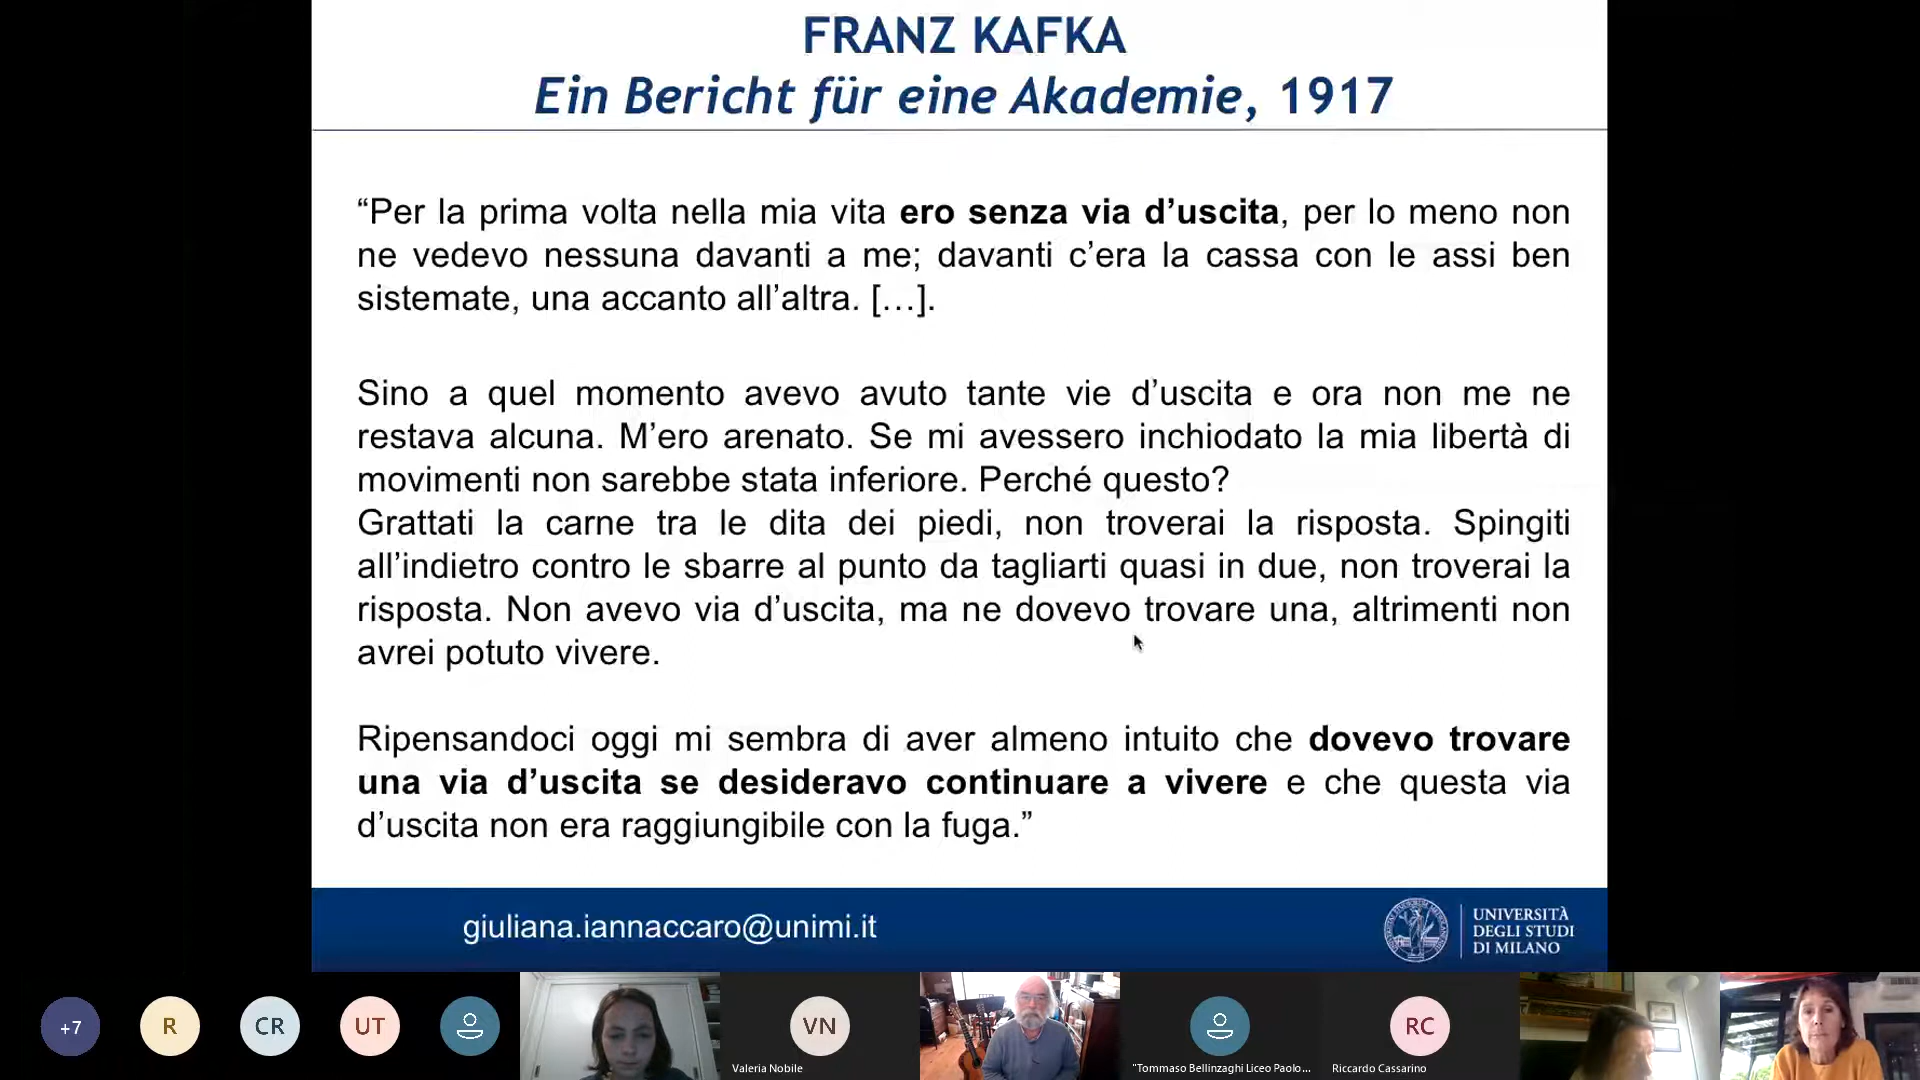 FRANZ KAFKA
Ein Bericht für eine Akademie, 1917
“Per la prima volta nella mia vita ero senza via d’uscita, per lo meno non
ne vedevo nessuna davanti a me; davanti c’era la cassa con le assi ben
sistemate, una accanto all’altra. […].
Sino a quel momento avevo avuto tante vie d’uscita e ora non me ne
restava alcuna. M’ero arenato. Se mi avessero inchiodato la mia libertà di
movimenti non sarebbe stata inferiore. Perché questo?
Grattati la carne tra le dita dei piedi, non troverai la risposta. Spingiti
all’indietro contro le sbarre al punto da tagliarti quasi in due, non troverai la
risposta. Non avevo via d’uscita, ma ne dovevo trovare una, altrimenti non
avrei potuto vivere.
Ripensandoci oggi mi sembra di aver almeno intuito che dovevo trovare
una via d’uscita se desideravo continuare a vivere e che questa via
d’uscita non era raggiungibile con la fuga.”
giuliana.iannaccaro@unimi.it
UNIVERSITÀ
DEGLI STUDI
DI MILANO
+7
R
CR
UT
VN
Valeria Nobile
"Tommaso Bellinzaghi Liceo Paolo...
RC
Riccardo Cassarino